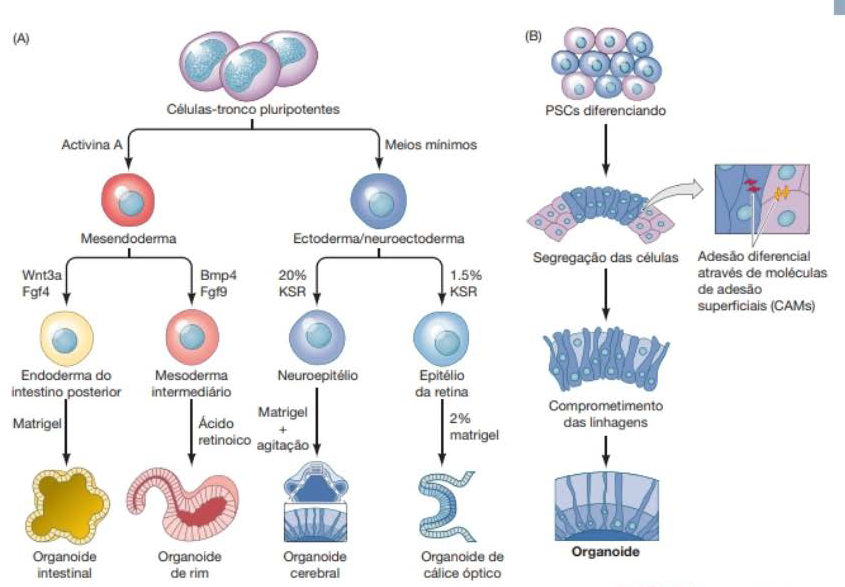 (A)
Células-tronco pluripotentes
Activina A
Meios mínimos
Mesendoderma
Ectoderma/neuroectoderma
Wnt3a
Fgf4
Bmp4
Fgf9
20%
KSR
1.5%
KSR
Endoderma do
intestino posterior
Mesoderma
intermediário
Neuroepitélio
Epitélio
da retina
Matrigel
Ácido
retinoico
Matrigel
+
agitação
2%
matrigel
Organoide
intestinal
Organoide
de rim
Organoide
cerebral
Organoide de
cálice óptico
(B)
PSCs diferenciando
Segregação das células
Adesão diferencial
através de moléculas
de adesão
superficiais (CAMs)
Comprometimento
das linhagens
Organoide